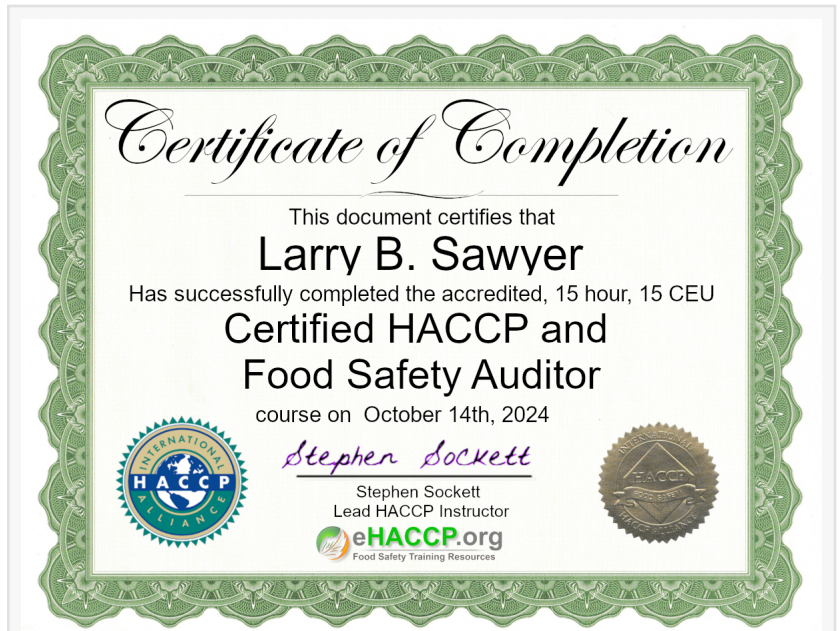 Certificate of Completion
This document certifies that
Larry B. Sawyer
Has successfully completed the accredited, 15 hour, 15 CEU
Certified HACCP and
Food Safety Auditor
course on October 14th, 2024
INTERNATIONAL
HACCP
ALLIANCE
Stephen Sockett
Stephen Sockett
Lead HACCP Instructor
eHACCP.org
Food Safety Training Resources
INTERNATIONAL
HACCP